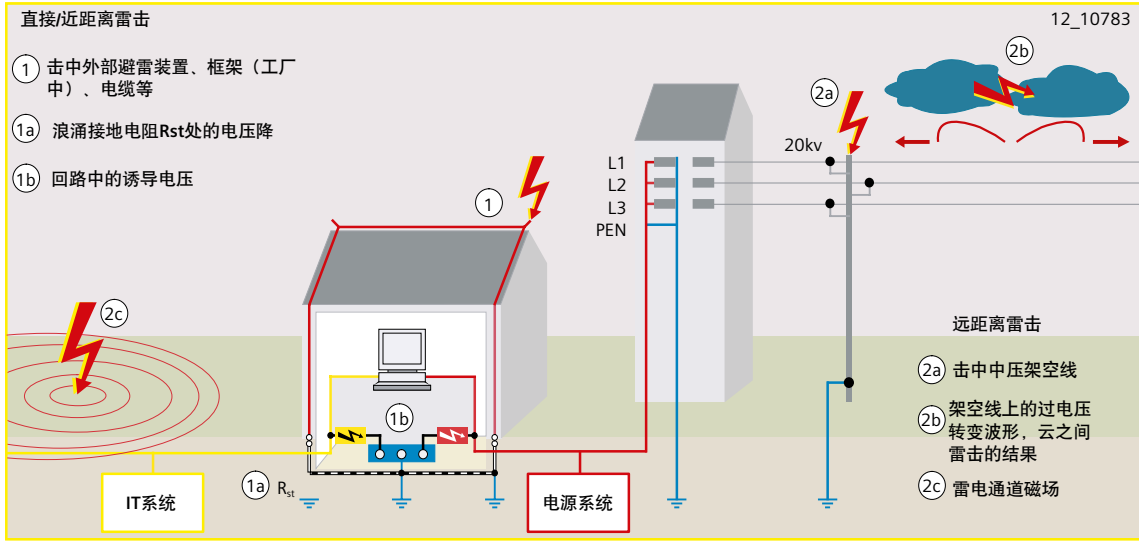 直接/近距离雷击
12_10783
1 击中外部避雷装置、框架（工厂
中）、电缆等
1a 浪涌接地电阻Rst处的电压降
1b 回路中的诱导电压
2b
2a
20kv
L1
L2
L3
PEN
1
2c
1b
1a Rst
IT系统
电源系统
远距离雷击
2a 击中中压架空线
2b 架空线上的过电压
转变波形，云之间
雷击的结果
2c 雷电通道磁场